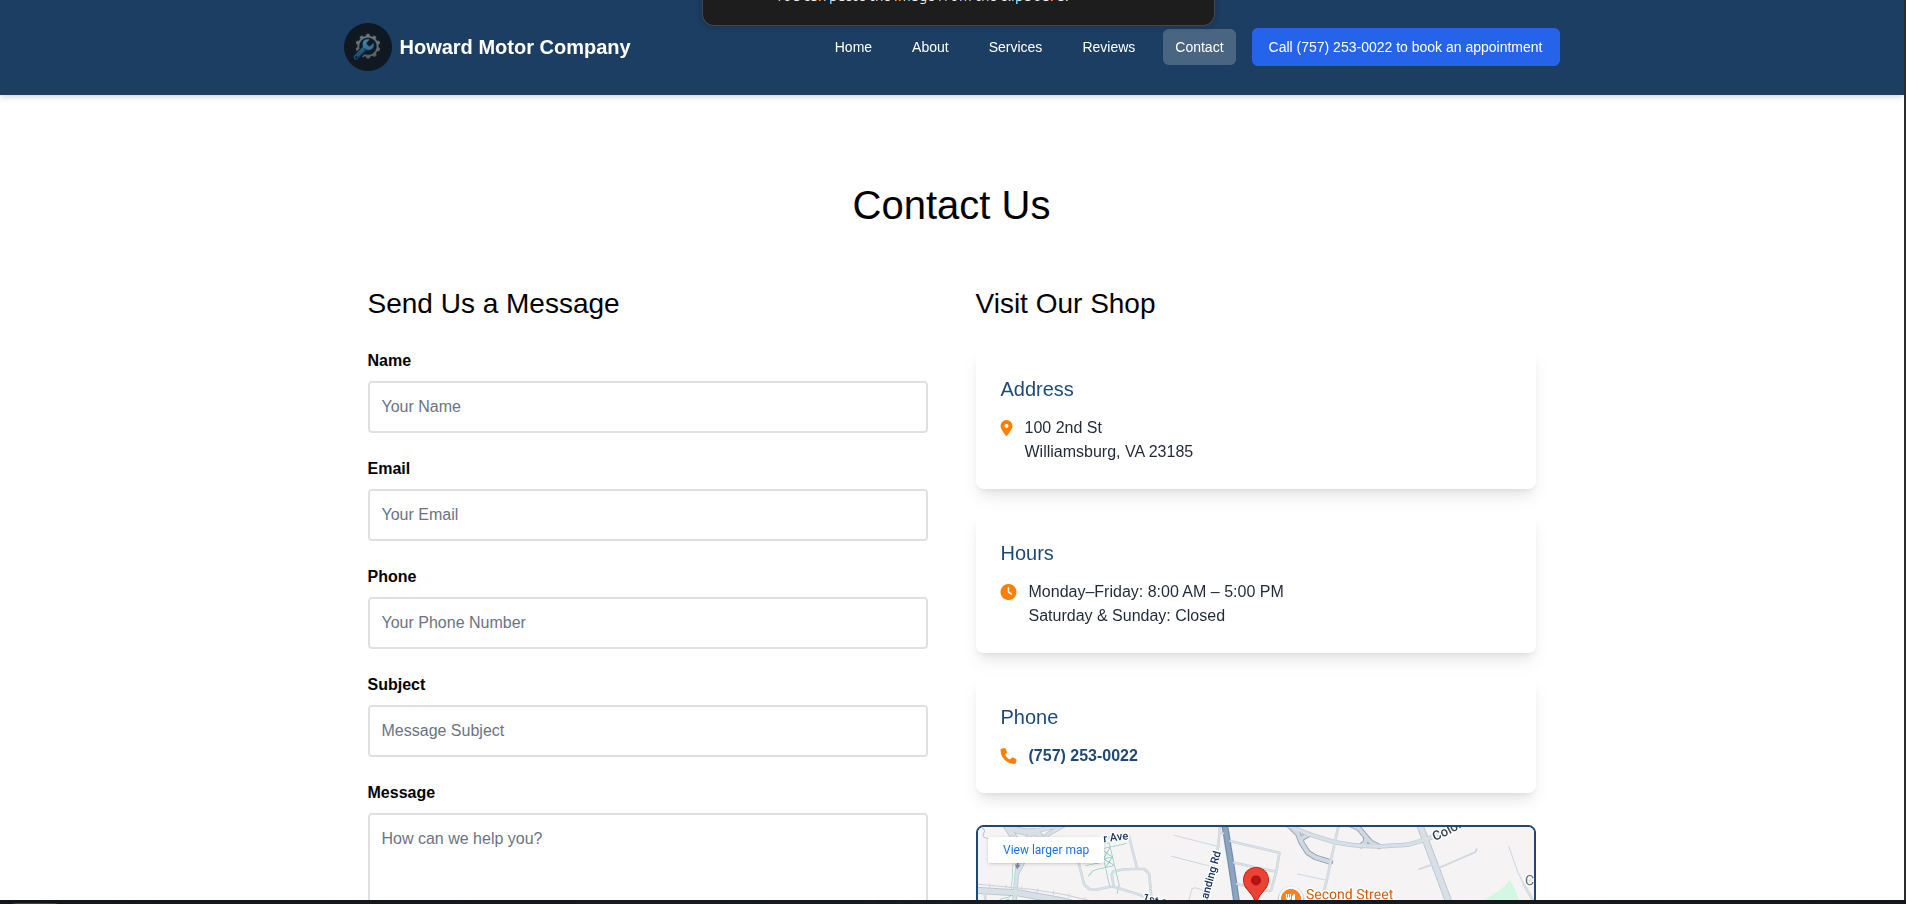 Howard Motor Company
Home
About
Services
Reviews
Contact
Call (757) 253-0022 to book an appointment
Contact Us
Send Us a Message
Name
Your Name
Email
Your Email
Phone
Your Phone Number
Subject
Message Subject
Message
How can we help you?
Visit Our Shop
Address
100 2nd St
Williamsburg, VA 23185
Hours
Monday–Friday: 8:00 AM – 5:00 PM
Saturday & Sunday: Closed
Phone
(757) 253-0022
View larger map
r Ave
anding Rd
Second Street